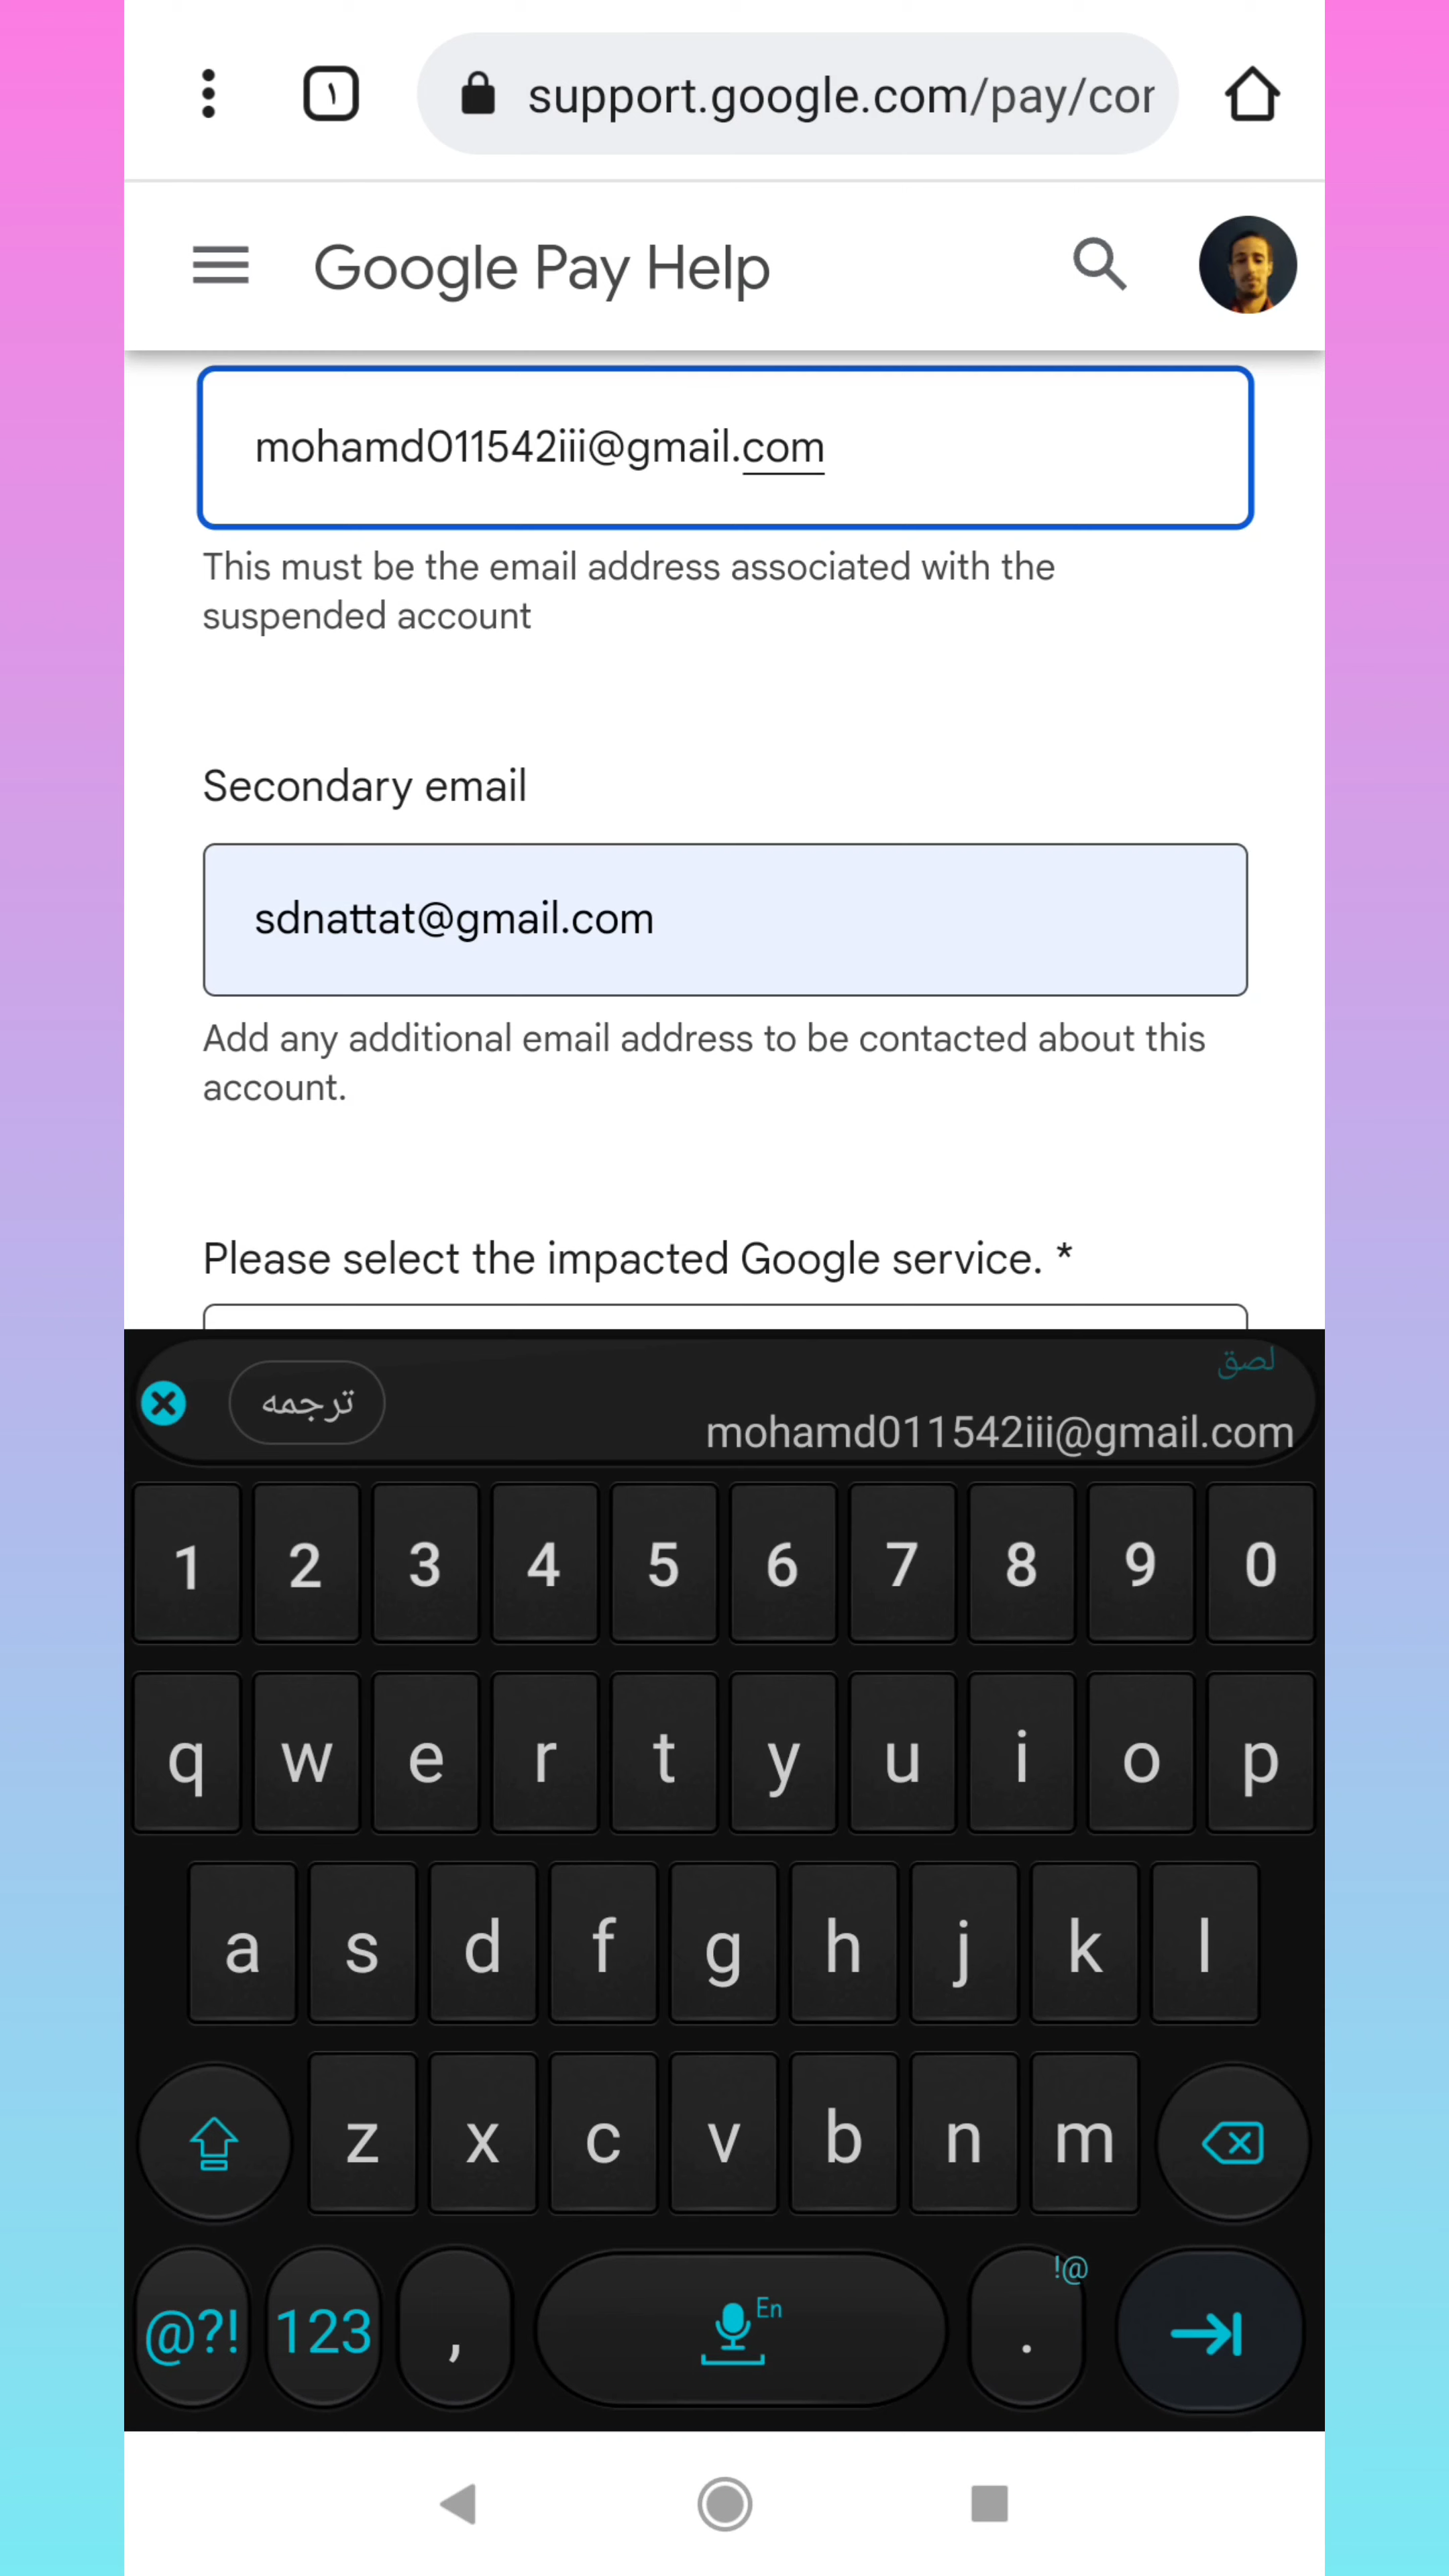 ١
support.google.com/pay/cor
Google Pay Help
mohamd011542iii@gmail.com
This must be the email address associated with the
suspended account
Secondary email
sdnattat@gmail.com
Add any additional email address to be contacted about this
account.
Please select the impacted Google service. *
لصق
ترجمه
mohamd011542iii@gmail.com
1 2 3 4 5 6 7 8 9 0
q w e r t y u i o p
a s d f g h j k l
z x c v b n m
!@
En
@?! 123 , .